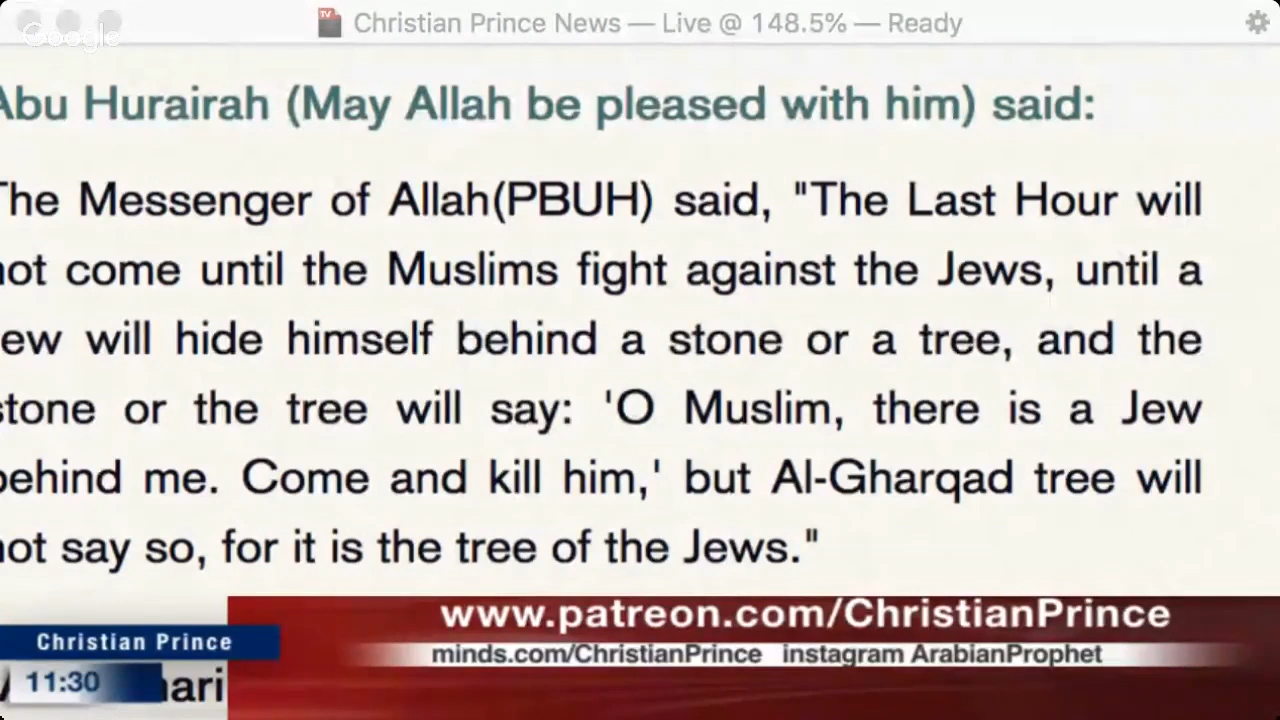 Christian Prince News — Live @ 148.5% — Ready
Google
Abu Hurairah (May Allah be pleased with him) said:
The Messenger of Allah(PBUH) said, "The Last Hour will
not come until the Muslims fight against the Jews, until a
Jew will hide himself behind a stone or a tree, and the
stone or the tree will say: 'O Muslim, there is a Jew
behind me. Come and kill him,' but Al-Gharqad tree will
not say so, for it is the tree of the Jews."
www.patreon.com/ChristianPrince
Christian Prince
minds.com/ChristianPrince instagram ArabianProphet
11:30